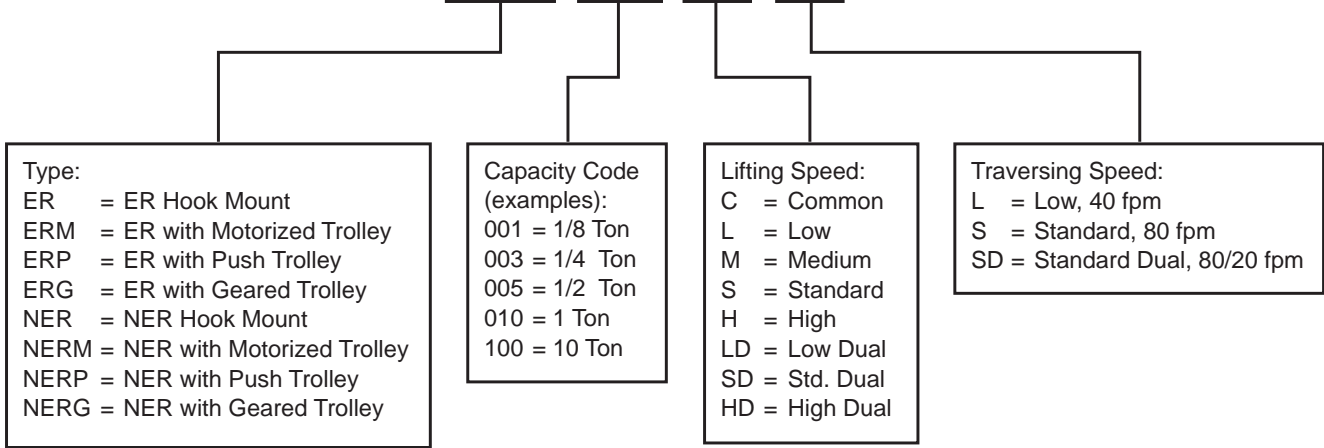 Type:
ER = ER Hook Mount
ERM = ER with Motorized Trolley
ERP = ER with Push Trolley
ERG = ER with Geared Trolley
NER = NER Hook Mount
NERM = NER with Motorized Trolley
NERP = NER with Push Trolley
NERG = NER with Geared Trolley
Capacity Code
(examples):
001 = 1/8 Ton
003 = 1/4 Ton
005 = 1/2 Ton
010 = 1 Ton
100 = 10 Ton
Lifting Speed:
C = Common
L = Low
M = Medium
S = Standard
H = High
LD = Low Dual
SD = Std. Dual
HD = High Dual
Traversing Speed:
L = Low, 40 fpm
S = Standard, 80 fpm
SD = Standard Dual, 80/20 fpm